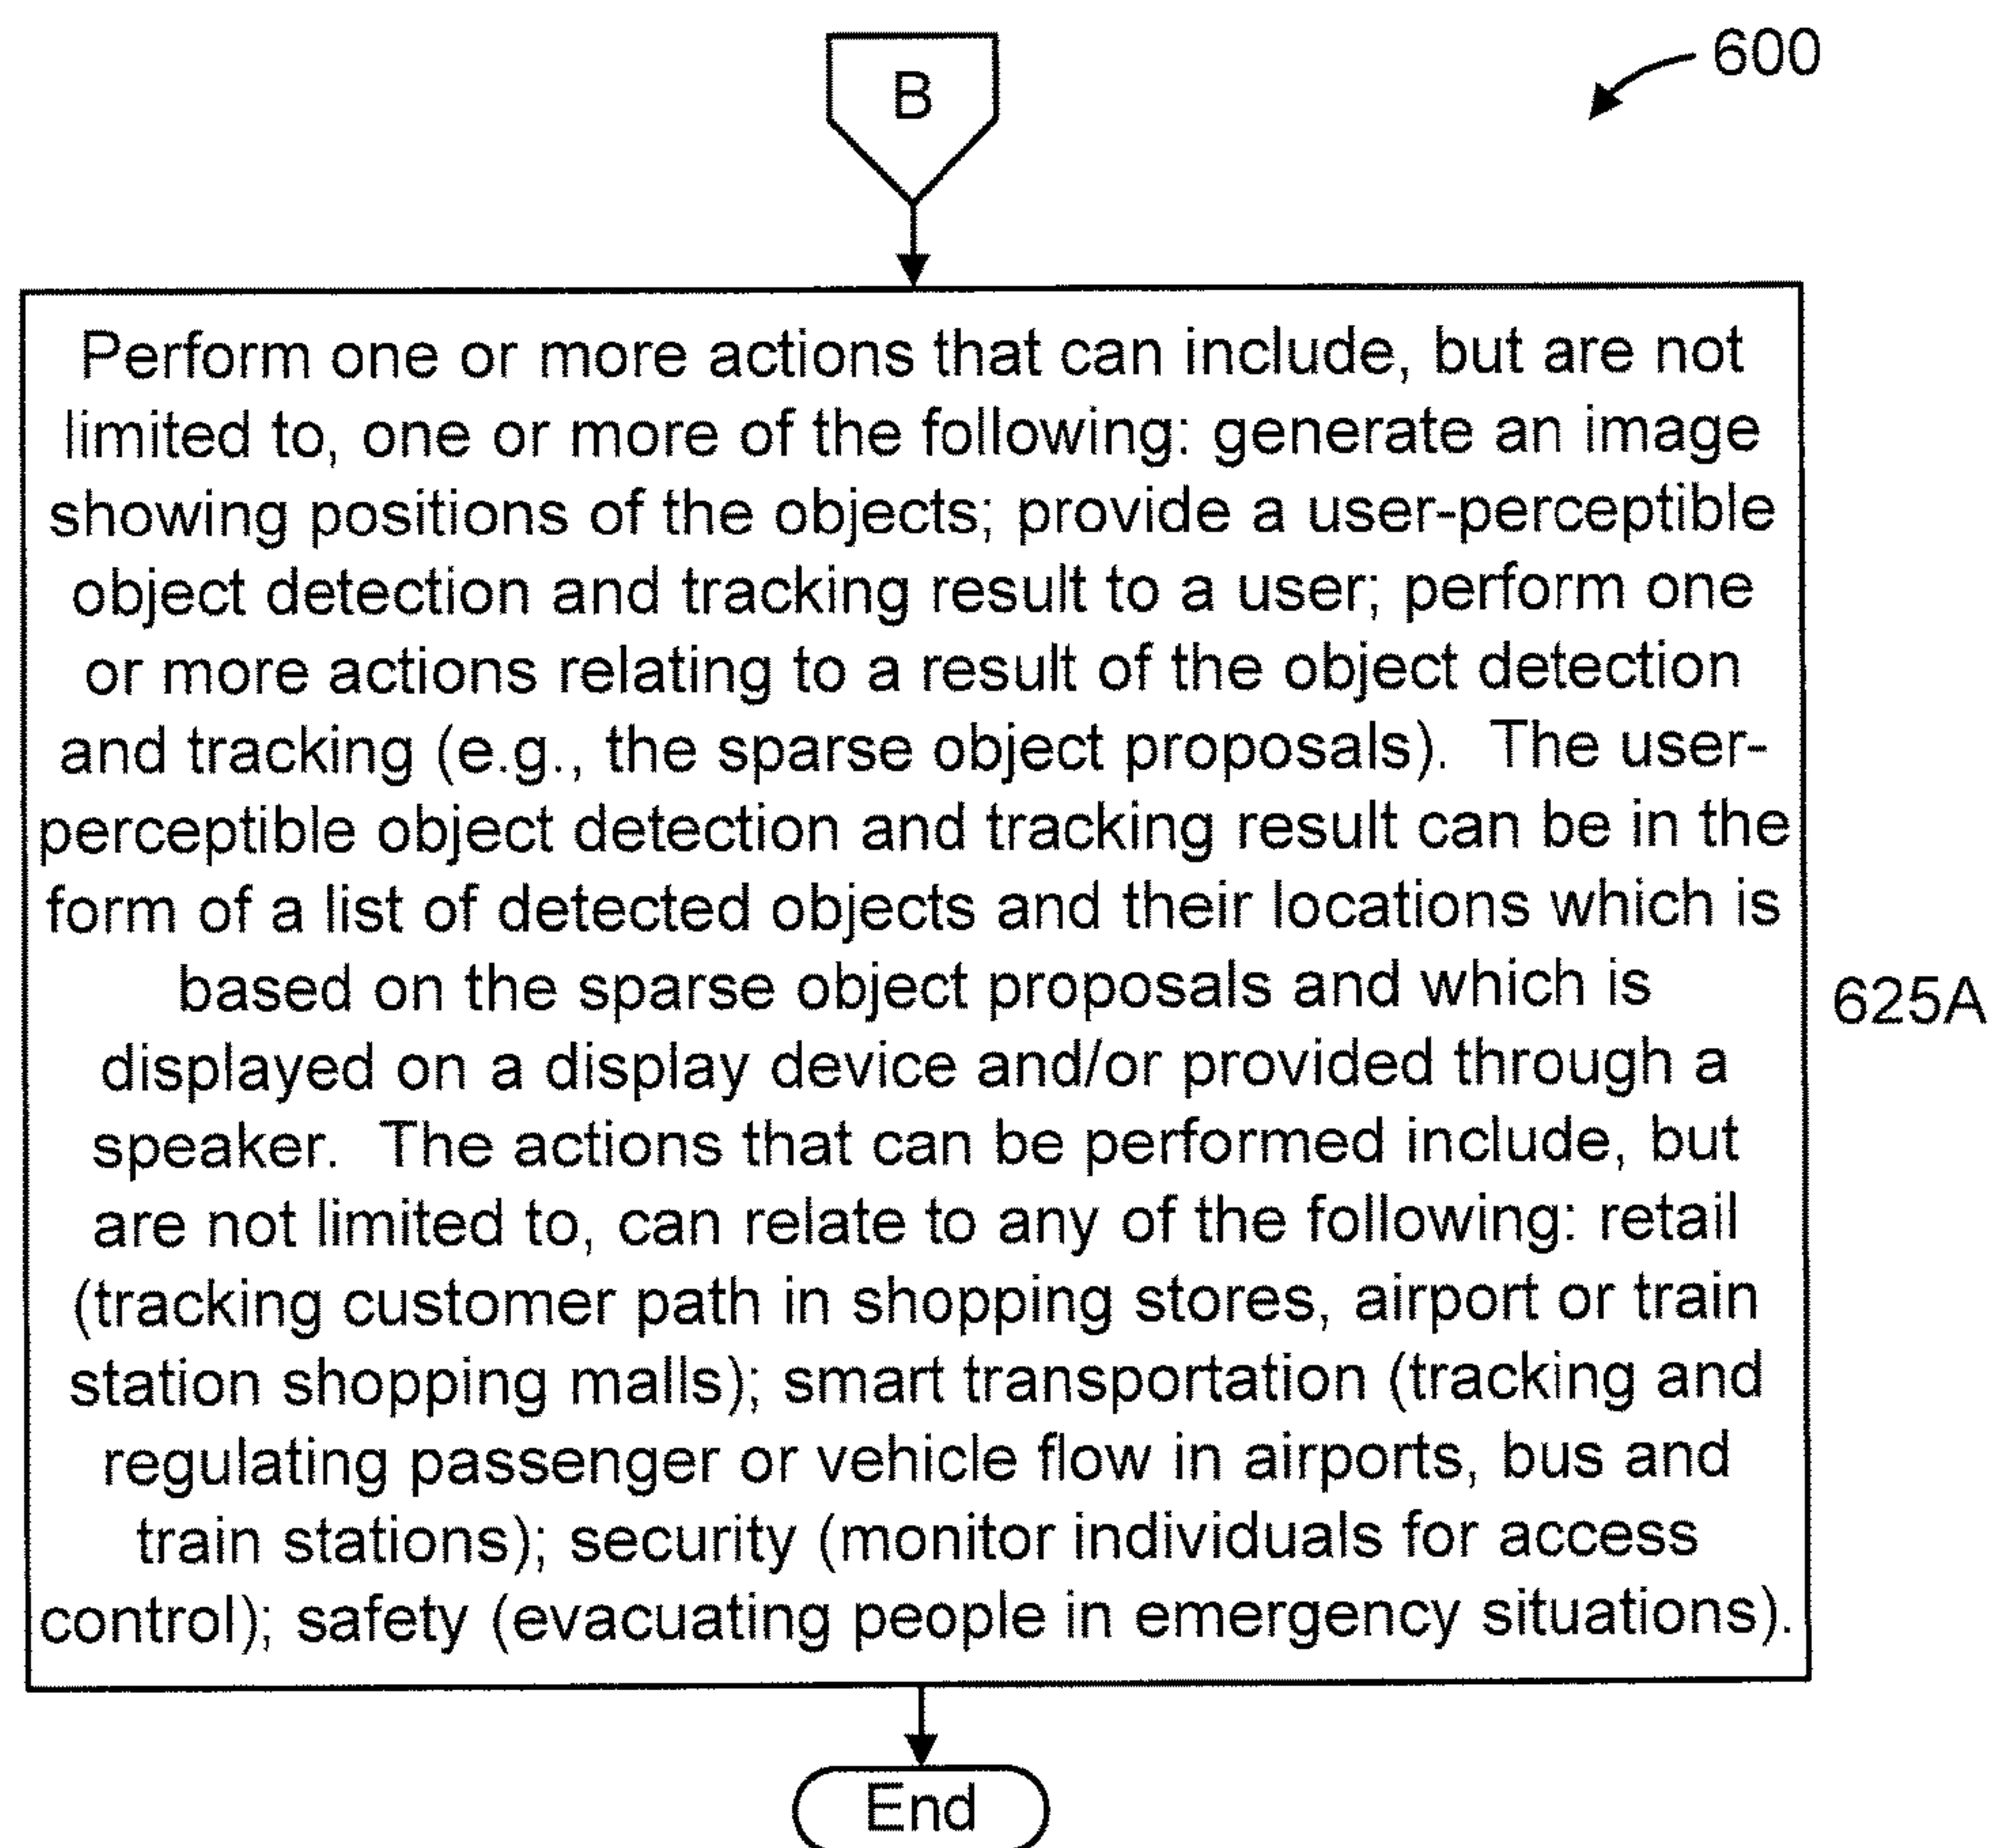 B
600
Perform one or more actions that can include, but are not
limited to, one or more of the following: generate an image
showing positions of the objects; provide a user-perceptible
object detection and tracking result to a user; perform one
or more actions relating to a result of the object detection
and tracking (e.g., the sparse object proposals).  The user-
perceptible object detection and tracking result can be in the
form of a list of detected objects and their locations which is
based on the sparse object proposals and which is
displayed on a display device and/or provided through a
speaker.  The actions that can be performed include, but
are not limited to, can relate to any of the following: retail
(tracking customer path in shopping stores, airport or train
station shopping malls); smart transportation (tracking and
regulating passenger or vehicle flow in airports, bus and
train stations); security (monitor individuals for access
control); safety (evacuating people in emergency situations).
625A
End